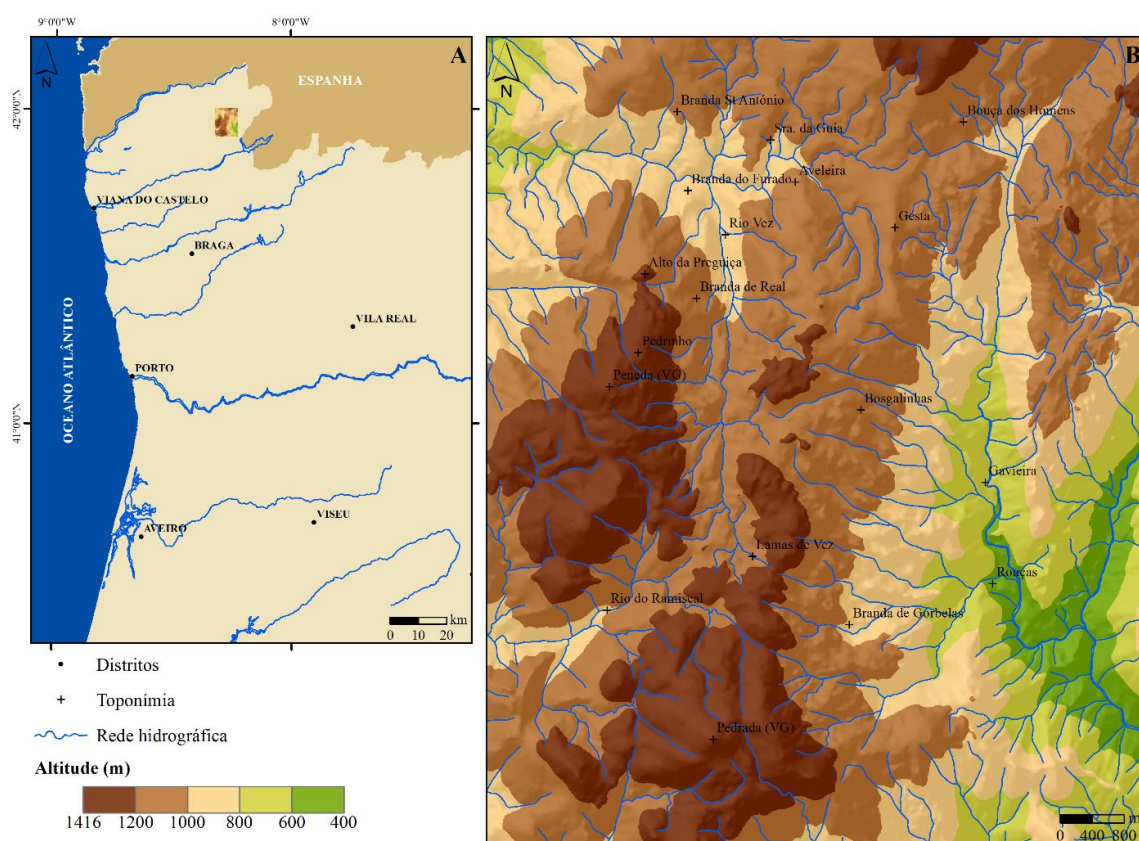 9°0'0"W
8°0'0"W
A
N
ESPANHA
42°0'0"N
VIANA DO CASTELO
BRAGA
VILA REAL
PORTO
OCEANO ATLÂNTICO
41°0'0"N
VISEU
AVEIRO
km
0 10 20
B
N
Branda St António
Bouça dos Homens
Sra. da Guia
Aveleira
Branda do Furado
Gesta
Rio Vez
Alto da Preguiça
Branda de Real
Pedrinho
Peneda (VG)
Bosgalinhas
Gavieira
Lamas de Vez
Rouças
Rio do Ramiscal
Branda de Gorbelas
Pedrada (VG)
m
0 400 800
Distritos
Toponímia
Rede hidrográfica
Altitude (m)
1416 1200 1000 800 600 400